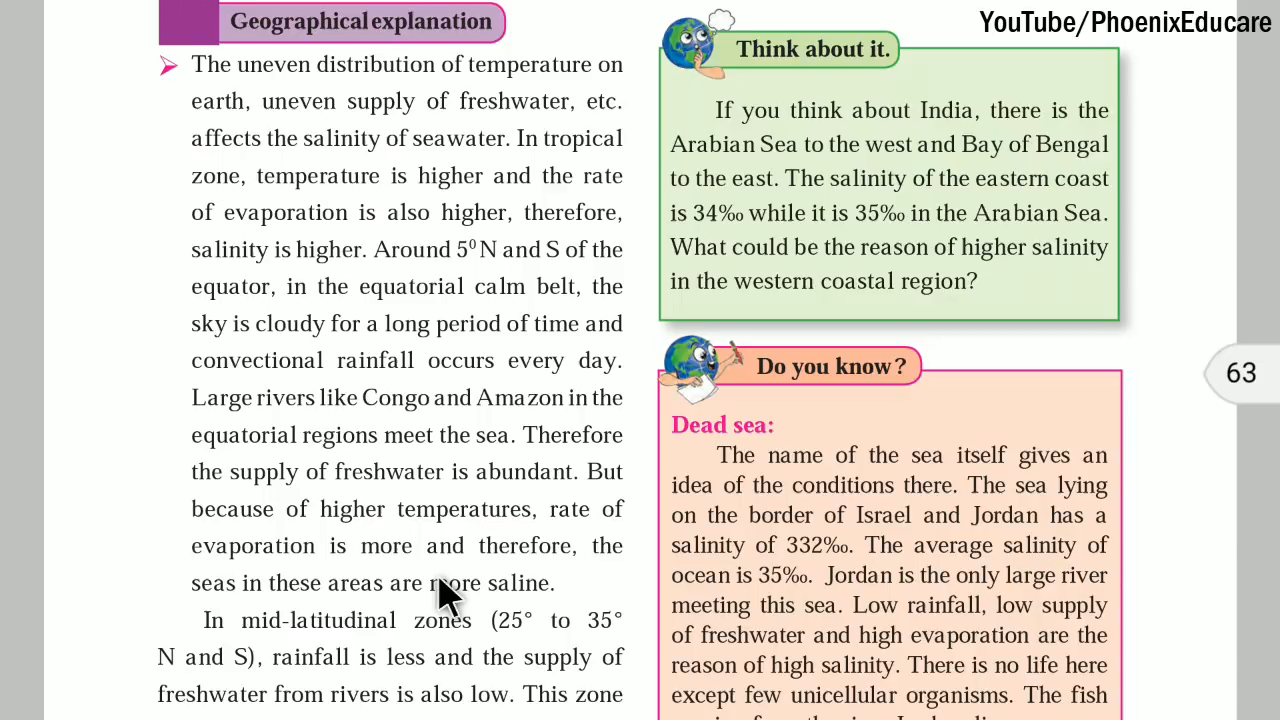 YouTube/PhoenixEducare
Geographical explanation
➢ The uneven distribution of temperature on
earth, uneven supply of freshwater, etc.
affects the salinity of seawater. In tropical
zone, temperature is higher and the rate
of evaporation is also higher, therefore,
salinity is higher. Around 5⁰ N and S of the
equator, in the equatorial calm belt, the
sky is cloudy for a long period of time and
convectional rainfall occurs every day.
Large rivers like Congo and Amazon in the
equatorial regions meet the sea. Therefore
the supply of freshwater is abundant. But
because of higher temperatures, rate of
evaporation is more and therefore, the
seas in these areas are more saline.
In mid-latitudinal zones (25° to 35°
N and S), rainfall is less and the supply of
freshwater from rivers is also low. This zone
Think about it.
If you think about India, there is the
Arabian Sea to the west and Bay of Bengal
to the east. The salinity of the eastern coast
is 34‰ while it is 35‰ in the Arabian Sea.
What could be the reason of higher salinity
in the western coastal region?
Do you know ?
Dead sea:
The name of the sea itself gives an
idea of the conditions there. The sea lying
on the border of Israel and Jordan has a
salinity of 332‰. The average salinity of
ocean is 35‰. Jordan is the only large river
meeting this sea. Low rainfall, low supply
of freshwater and high evaporation are the
reason of high salinity. There is no life here
except few unicellular organisms. The fish
63